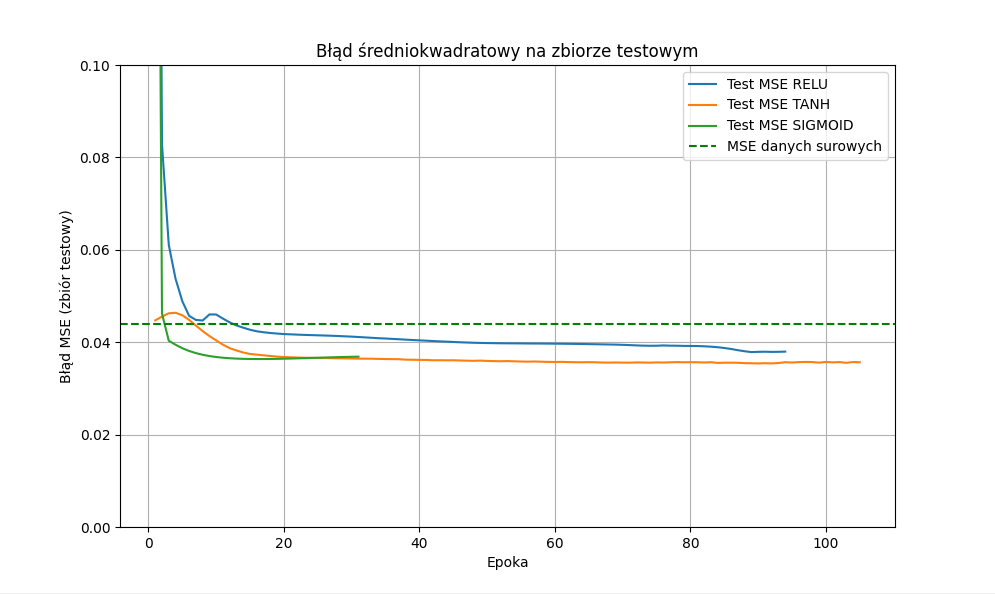 Błąd średniokwadratowy na zbiorze testowym
Test MSE RELU
Test MSE TANH
Test MSE SIGMOID
MSE danych surowych
Błąd MSE (zbiór testowy)
0.10
0.08
0.06
0.04
0.02
0.00
0 20 40 60 80 100
Epoka